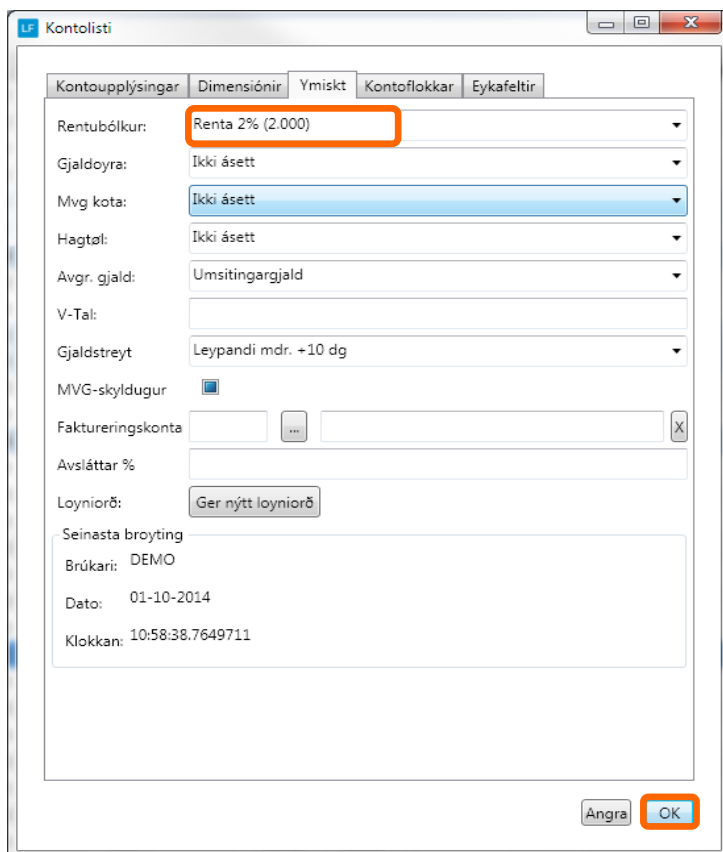 LF Kontolisti
X
Kontoupplýsingar Dimensiónir Ymiskt Kontoflokkar Eykafeltir
Rentubólkur: Renta 2% (2.000)
Gjaldoyra: Ikki ásett
Mvg kota: Ikki ásett
Hagtøl: Ikki ásett
Avgr. gjald: Umsitingargjald
V-Tal:
Gjaldstreyt Leypandi mdr. +10 dg
MVG-skyldugur
Faktureringskonta ... X
Avsláttar %
Loyniorð: Ger nýtt loyniorð
Seinasta broyting
Brúkari: DEMO
Dato: 01-10-2014
Klokkan: 10:58:38.7649711
Angra OK